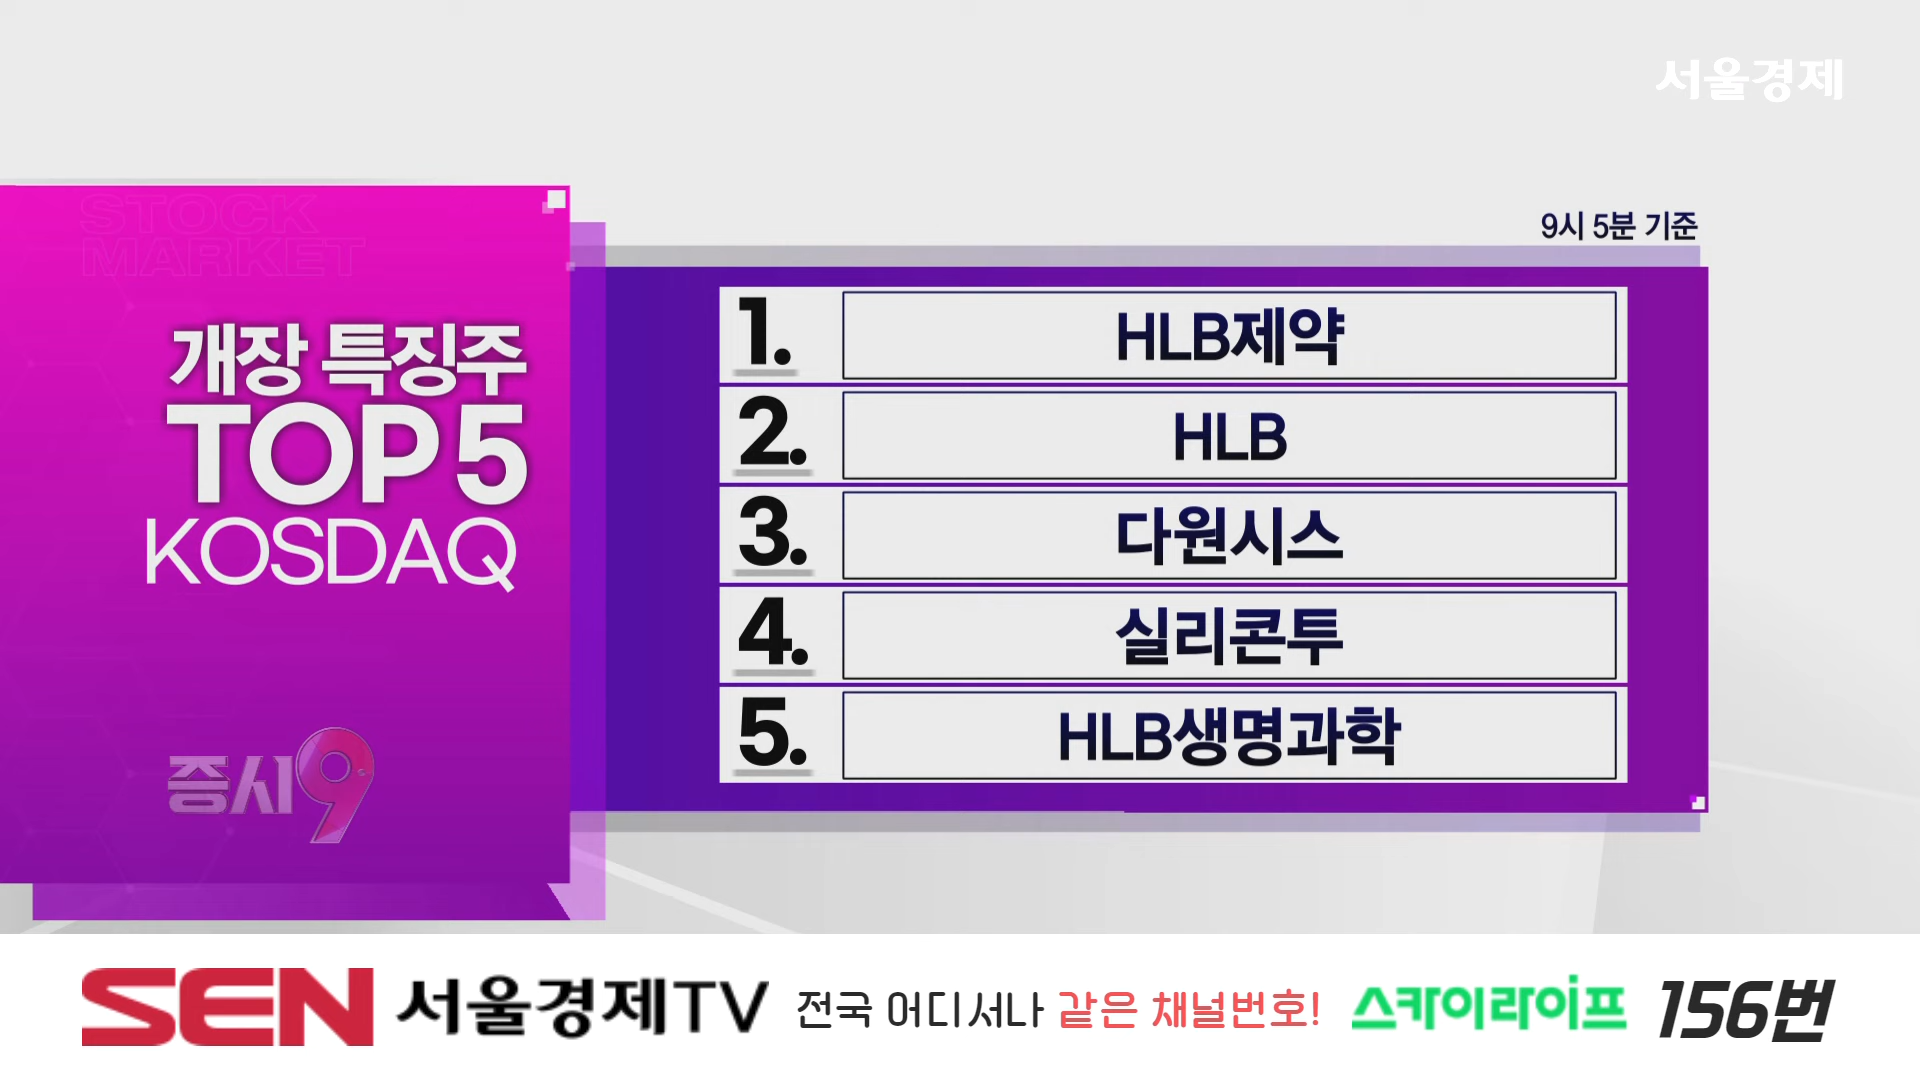 서울경제
STOCK
MARKET
개장 특징주
TOP 5
KOSDAQ
증시9
9시 5분 기준
1. HLB제약
2. HLB
3. 다원시스
4. 실리콘투
5. HLB생명과학
SEN 서울경제TV 전국 어디서나 같은 채널번호! 스카이라이프 156번